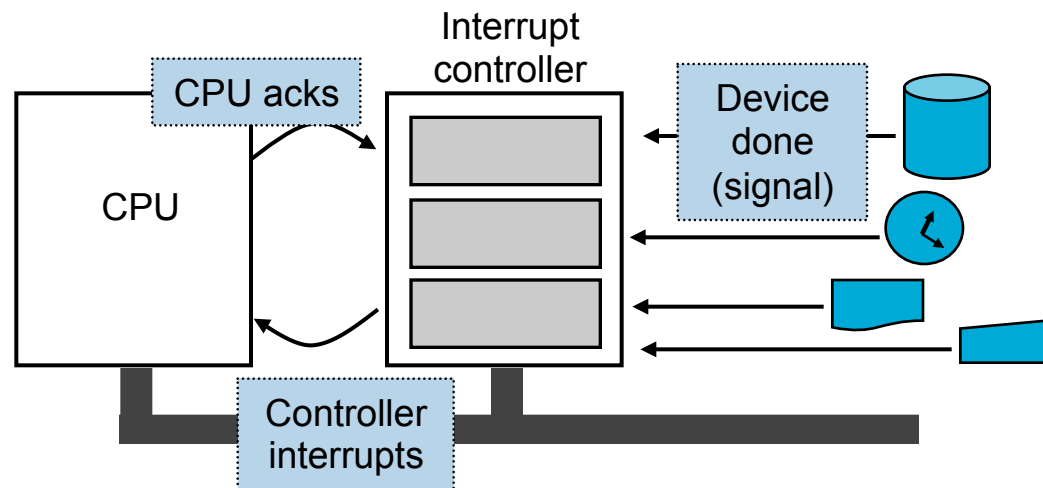 Interrupt
controller
CPU acks
CPU
Device
done
(signal)
Controller
interrupts